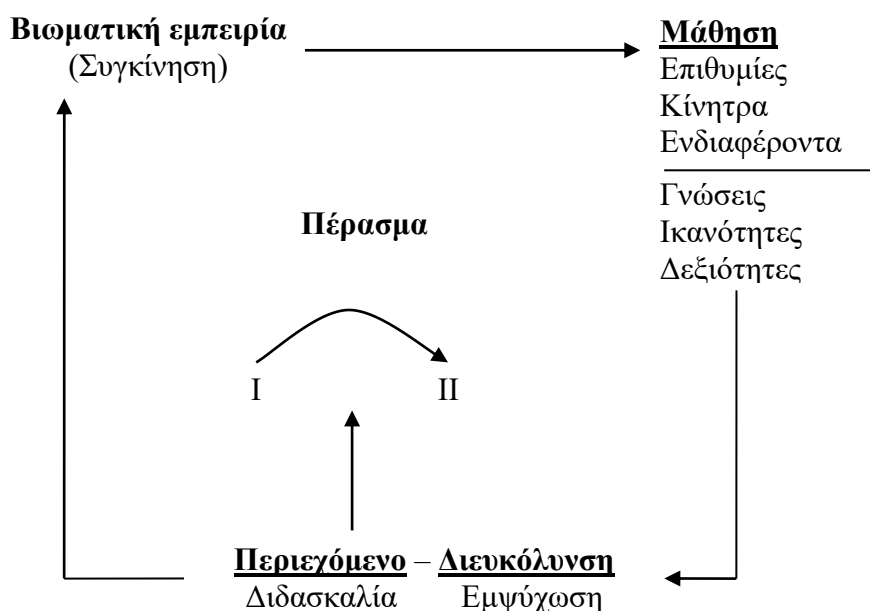 Βιωματική εμπειρία
(Συγκίνηση)
Μάθηση
Επιθυμίες
Κίνητρα
Ενδιαφέροντα
Γνώσεις
Ικανότητες
Δεξιότητες
Πέρασμα
I II
Περιεχόμενο – Διευκόλυνση
Διδασκαλία Εμψύχωση